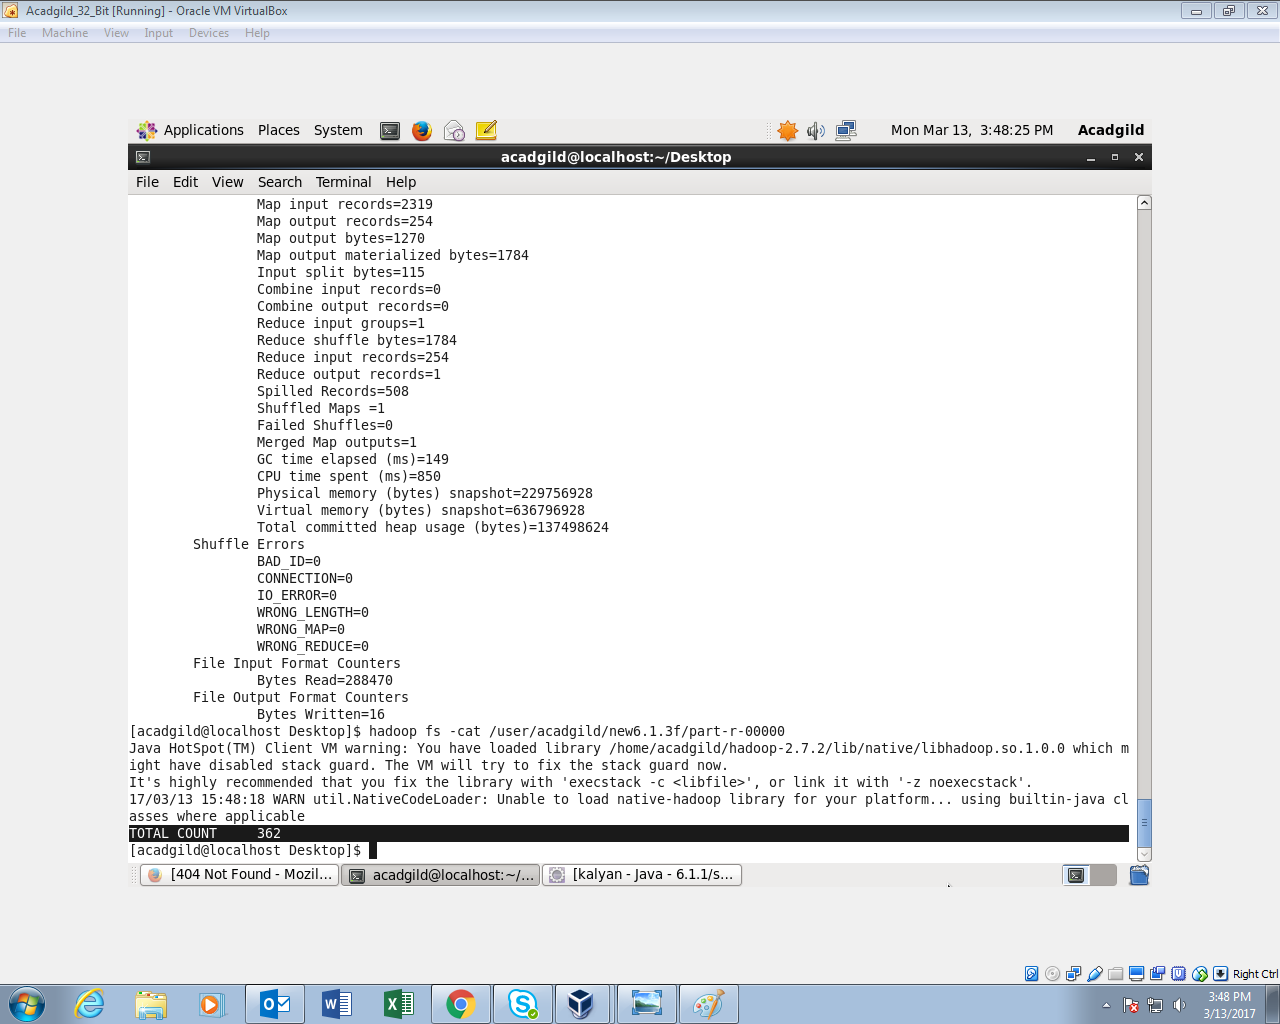 Acadgild_32_Bit [Running] - Oracle VM VirtualBox
File Machine View Input Devices Help
Applications Places System Mon Mar 13, 3:48:25 PM Acadgild
acadgild@localhost:~/Desktop
File Edit View Search Terminal Help
Map input records=2319
Map output records=254
Map output bytes=1270
Map output materialized bytes=1784
Input split bytes=115
Combine input records=0
Combine output records=0
Reduce input groups=1
Reduce shuffle bytes=1784
Reduce input records=254
Reduce output records=1
Spilled Records=508
Shuffled Maps =1
Failed Shuffles=0
Merged Map outputs=1
GC time elapsed (ms)=149
CPU time spent (ms)=850
Physical memory (bytes) snapshot=229756928
Virtual memory (bytes) snapshot=636796928
Total committed heap usage (bytes)=137498624
Shuffle Errors
BAD_ID=0
CONNECTION=0
IO_ERROR=0
WRONG_LENGTH=0
WRONG_MAP=0
WRONG_REDUCE=0
File Input Format Counters
Bytes Read=288470
File Output Format Counters
Bytes Written=16
[acadgild@localhost Desktop]$ hadoop fs -cat /user/acadgild/new6.1.3f/part-r-00000
Java HotSpot(TM) Client VM warning: You have loaded library /home/acadgild/hadoop-2.7.2/lib/native/libhadoop.so.1.0.0 which m
ight have disabled stack guard. The VM will try to fix the stack guard now.
It's highly recommended that you fix the library with 'execstack -c <libfile>', or link it with '-z noexecstack'.
17/03/13 15:48:18 WARN util.NativeCodeLoader: Unable to load native-hadoop library for your platform... using builtin-java cl
asses where applicable
TOTAL COUNT 362
[acadgild@localhost Desktop]$
[404 Not Found - Mozil... acadgild@localhost:~/... [kalyan - Java - 6.1.1/s...
Right Ctrl
3:48 PM
3/13/2017